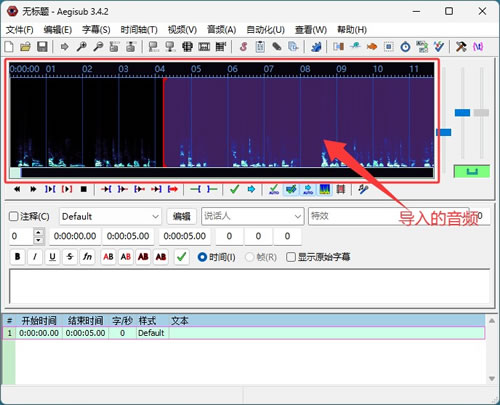 无标题 - Aegisub 3.4.2
文件(F) 编辑(E) 字幕(S) 时间轴(T) 视频(V) 音频(A) 自动化(U) 查看(W) 帮助(H)
0:00:00 01 02 03 04 05 06 07 08 09 10 11
AUTO AUTO
导入的音频
注释(C) Default 编辑 说话人 特效 0
0 0:00:00.00 0:00:05.00 0:00:05.00 0 0 0
B I U S fn AB AB AB AB 时间(I) 帧(R) 显示原始字幕
# 开始时间 结束时间 字/秒 样式 文本
1 0:00:00.00 0:00:05.00 0 Default